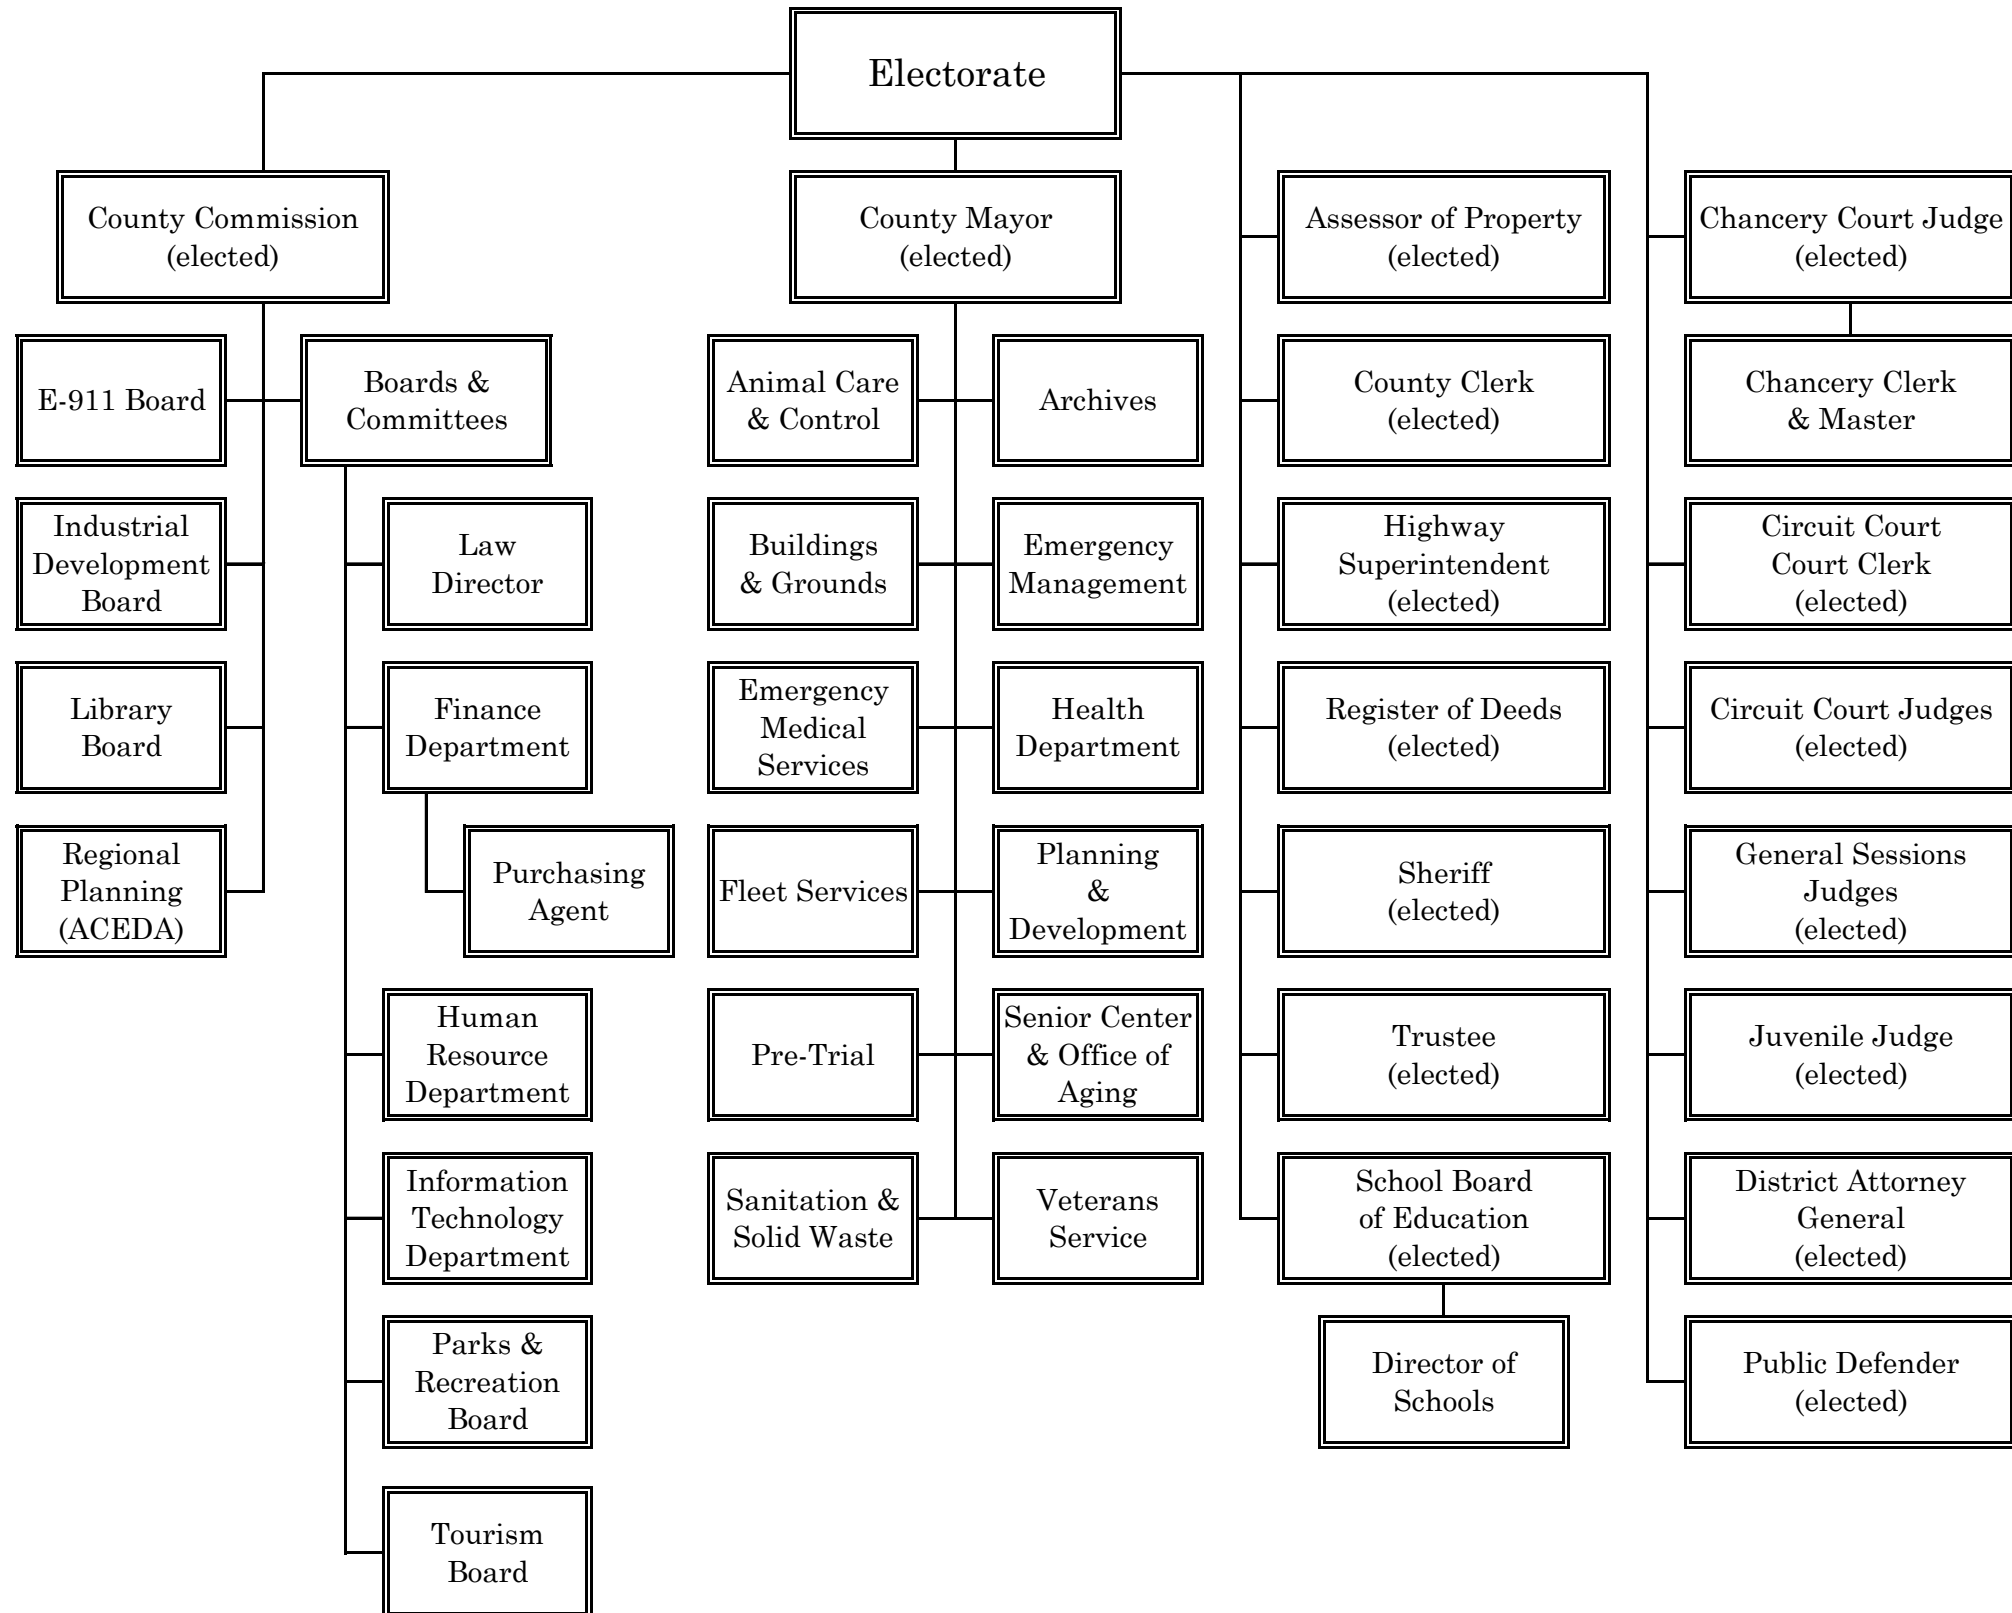 Electorate
County Commission
(elected)
County Mayor
(elected)
Assessor of Property
(elected)
Chancery Court Judge
(elected)
E-911 Board
Boards &
Committees
Animal Care
& Control
Archives
County Clerk
(elected)
Chancery Clerk
& Master
Industrial
Development
Board
Law
Director
Buildings
& Grounds
Emergency
Management
Highway
Superintendent
(elected)
Circuit Court
Court Clerk
(elected)
Library
Board
Finance
Department
Emergency
Medical
Services
Health
Department
Register of Deeds
(elected)
Circuit Court Judges
(elected)
Regional
Planning
(ACEDA)
Purchasing
Agent
Fleet Services
Planning
&
Development
Sheriff
(elected)
General Sessions
Judges
(elected)
Human
Resource
Department
Pre-Trial
Senior Center
& Office of
Aging
Trustee
(elected)
Juvenile Judge
(elected)
Information
Technology
Department
Sanitation &
Solid Waste
Veterans
Service
School Board
of Education
(elected)
District Attorney
General
(elected)
Parks &
Recreation
Board
Director of
Schools
Public Defender
(elected)
Tourism
Board